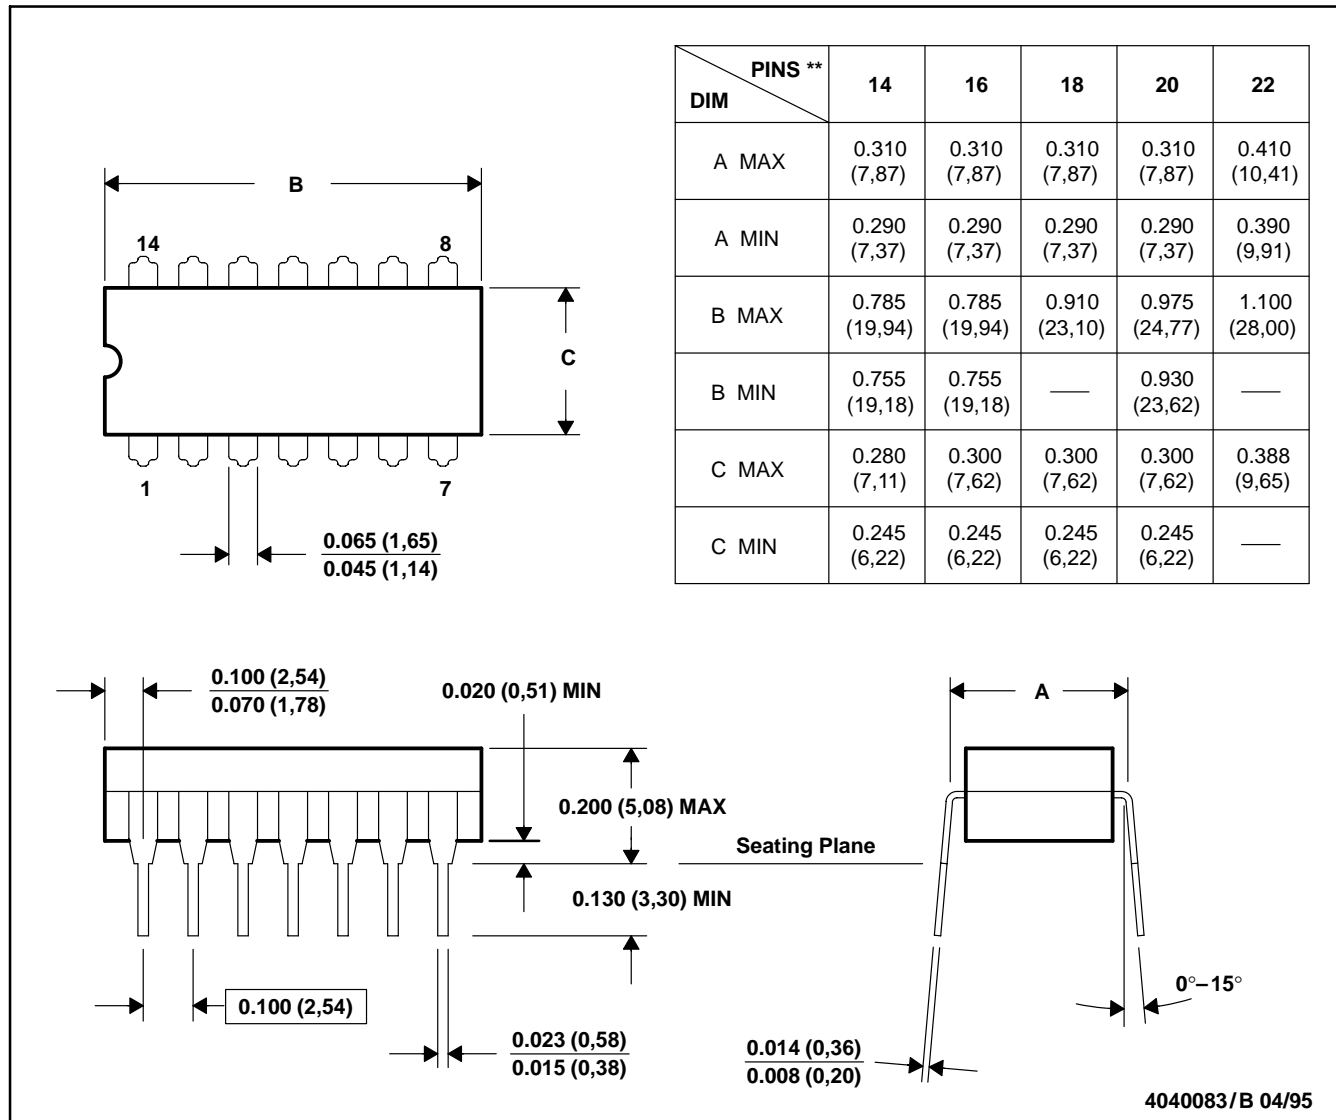 PINS **
DIM
14 16 18 20 22
A MAX
0.310 0.310 0.310 0.310 0.410
(7,87) (7,87) (7,87) (7,87) (10,41)
A MIN
0.290 0.290 0.290 0.290 0.390
(7,37) (7,37) (7,37) (7,37) (9,91)
B MAX
0.785 0.785 0.910 0.975 1.100
(19,94) (19,94) (23,10) (24,77) (28,00)
B MIN
0.755 0.755 — 0.930 —
(19,18) (19,18) (23,62)
C MAX
0.280 0.300 0.300 0.300 0.388
(7,11) (7,62) (7,62) (7,62) (9,65)
C MIN
0.245 0.245 0.245 0.245 —
(6,22) (6,22) (6,22) (6,22)
B
14 8
C
1 7
0.065 (1,65)
0.045 (1,14)
0.100 (2,54)
0.070 (1,78)
0.020 (0,51) MIN
A
0.200 (5,08) MAX
Seating Plane
0.130 (3,30) MIN
0.100 (2,54)
0°–15°
0.023 (0,58)
0.015 (0,38)
0.014 (0,36)
0.008 (0,20)
4040083/B 04/95